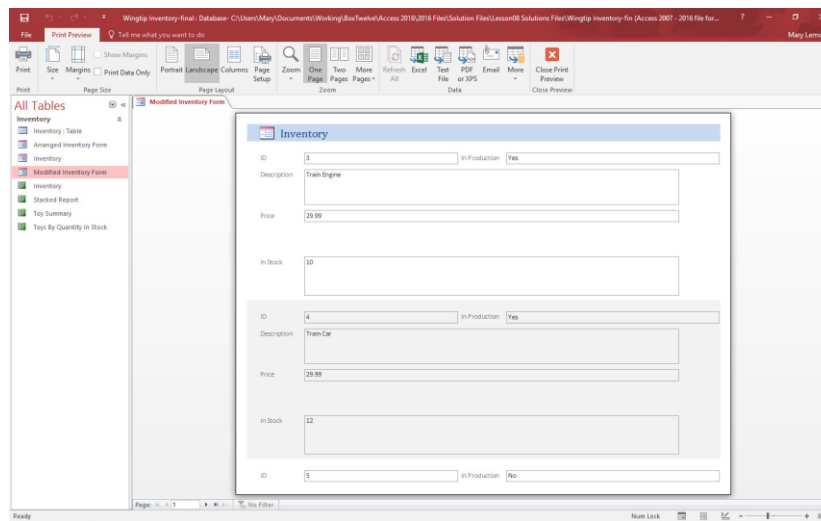 Wingtip Inventory-final : Database- C:\Users\Mary\Documents\Working\BoxTwelve\Access 2016\2016 Files\Solution Files\Lesson08 Solutions Files\Wingtip Inventory-fin (Access 2007 - 2016 file for...
File Print Preview Tell me what you want to do Mary Lemo
Print Size Margins Show Margins Print Data Only Portrait Landscape Columns Page Setup Zoom One Page Two Pages More Pages Refresh All Excel Text File PDF or XPS Email More Close Print Preview
Print Page Size Page Layout Zoom Data Close Preview
All Tables
Inventory
Inventory : Table
Arranged Inventory Form
Inventory
Modified Inventory Form
Inventory
Stacked Report
Toy Summary
Toys By Quantity In Stock
Modified Inventory Form
Inventory
ID 3 In Production Yes
Description Train Engine
Price 29.99
In Stock 10
ID 4 In Production Yes
Description Train Car
Price 29.99
In Stock 12
ID 5 In Production No
Page: 1 No Filter
Ready Num Lock